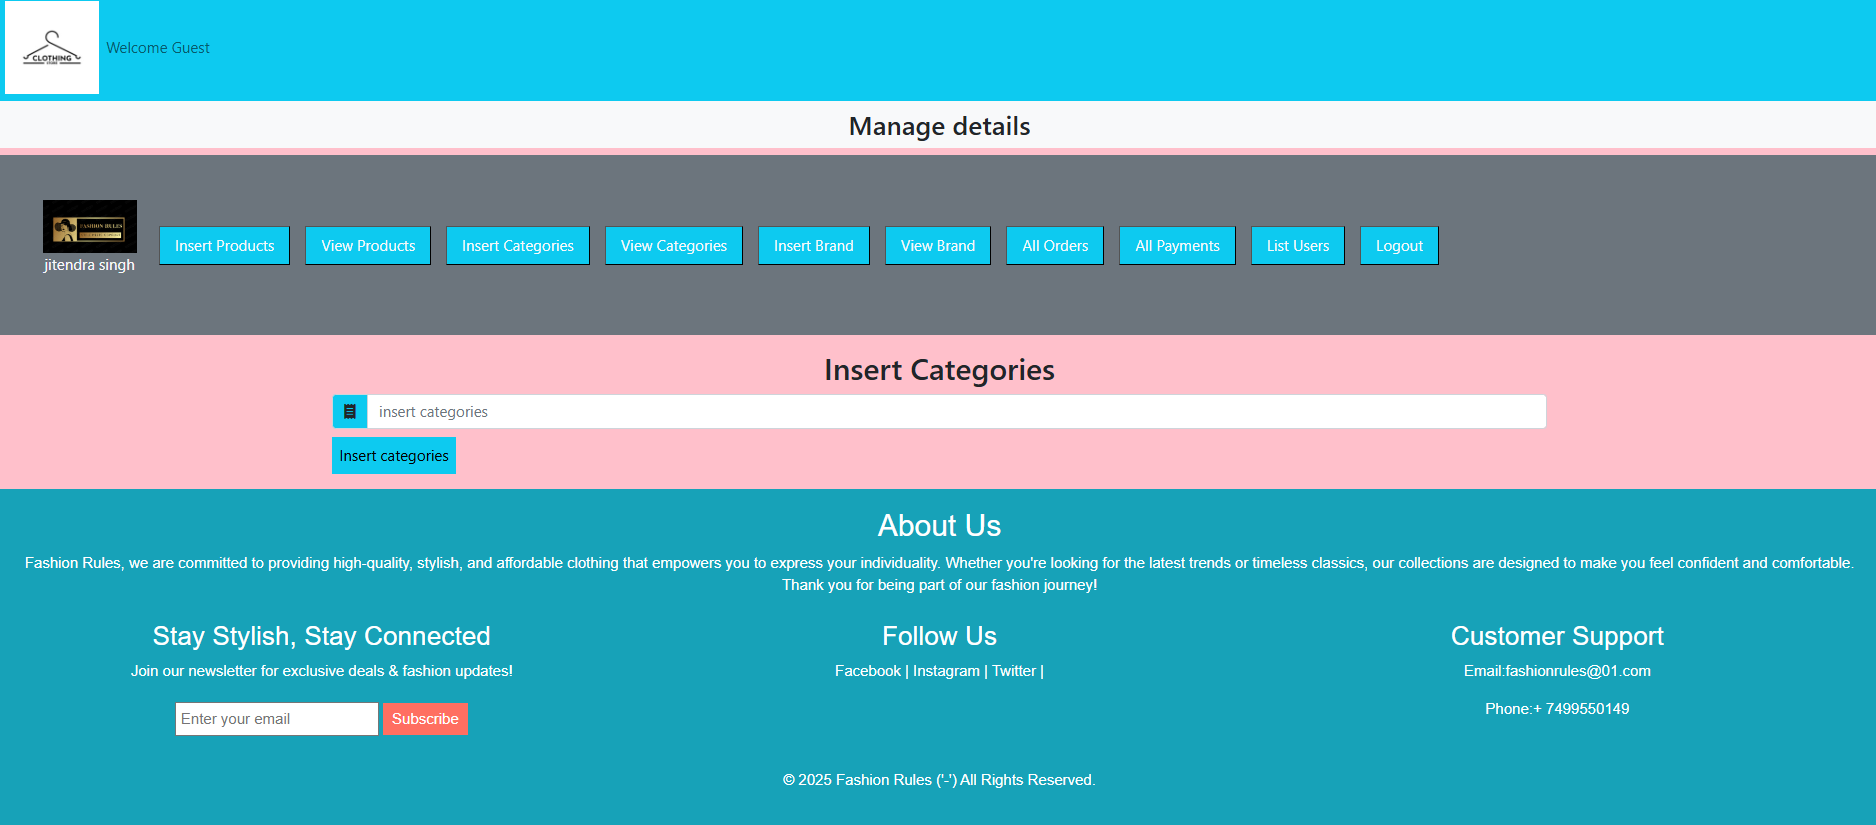 CLOTHING
Welcome Guest
Manage details
FASHION RULES
jitendra singh
Insert Products
View Products
Insert Categories
View Categories
Insert Brand
View Brand
All Orders
All Payments
List Users
Logout
Insert Categories
insert categories
Insert categories
About Us
Fashion Rules, we are committed to providing high-quality, stylish, and affordable clothing that empowers you to express your individuality. Whether you're looking for the latest trends or timeless classics, our collections are designed to make you feel confident and comfortable.
Thank you for being part of our fashion journey!
Stay Stylish, Stay Connected
Join our newsletter for exclusive deals & fashion updates!
Enter your email
Subscribe
Follow Us
Facebook | Instagram | Twitter |
Customer Support
Email:fashionrules@01.com
Phone:+ 7499550149
© 2025 Fashion Rules ('-') All Rights Reserved.